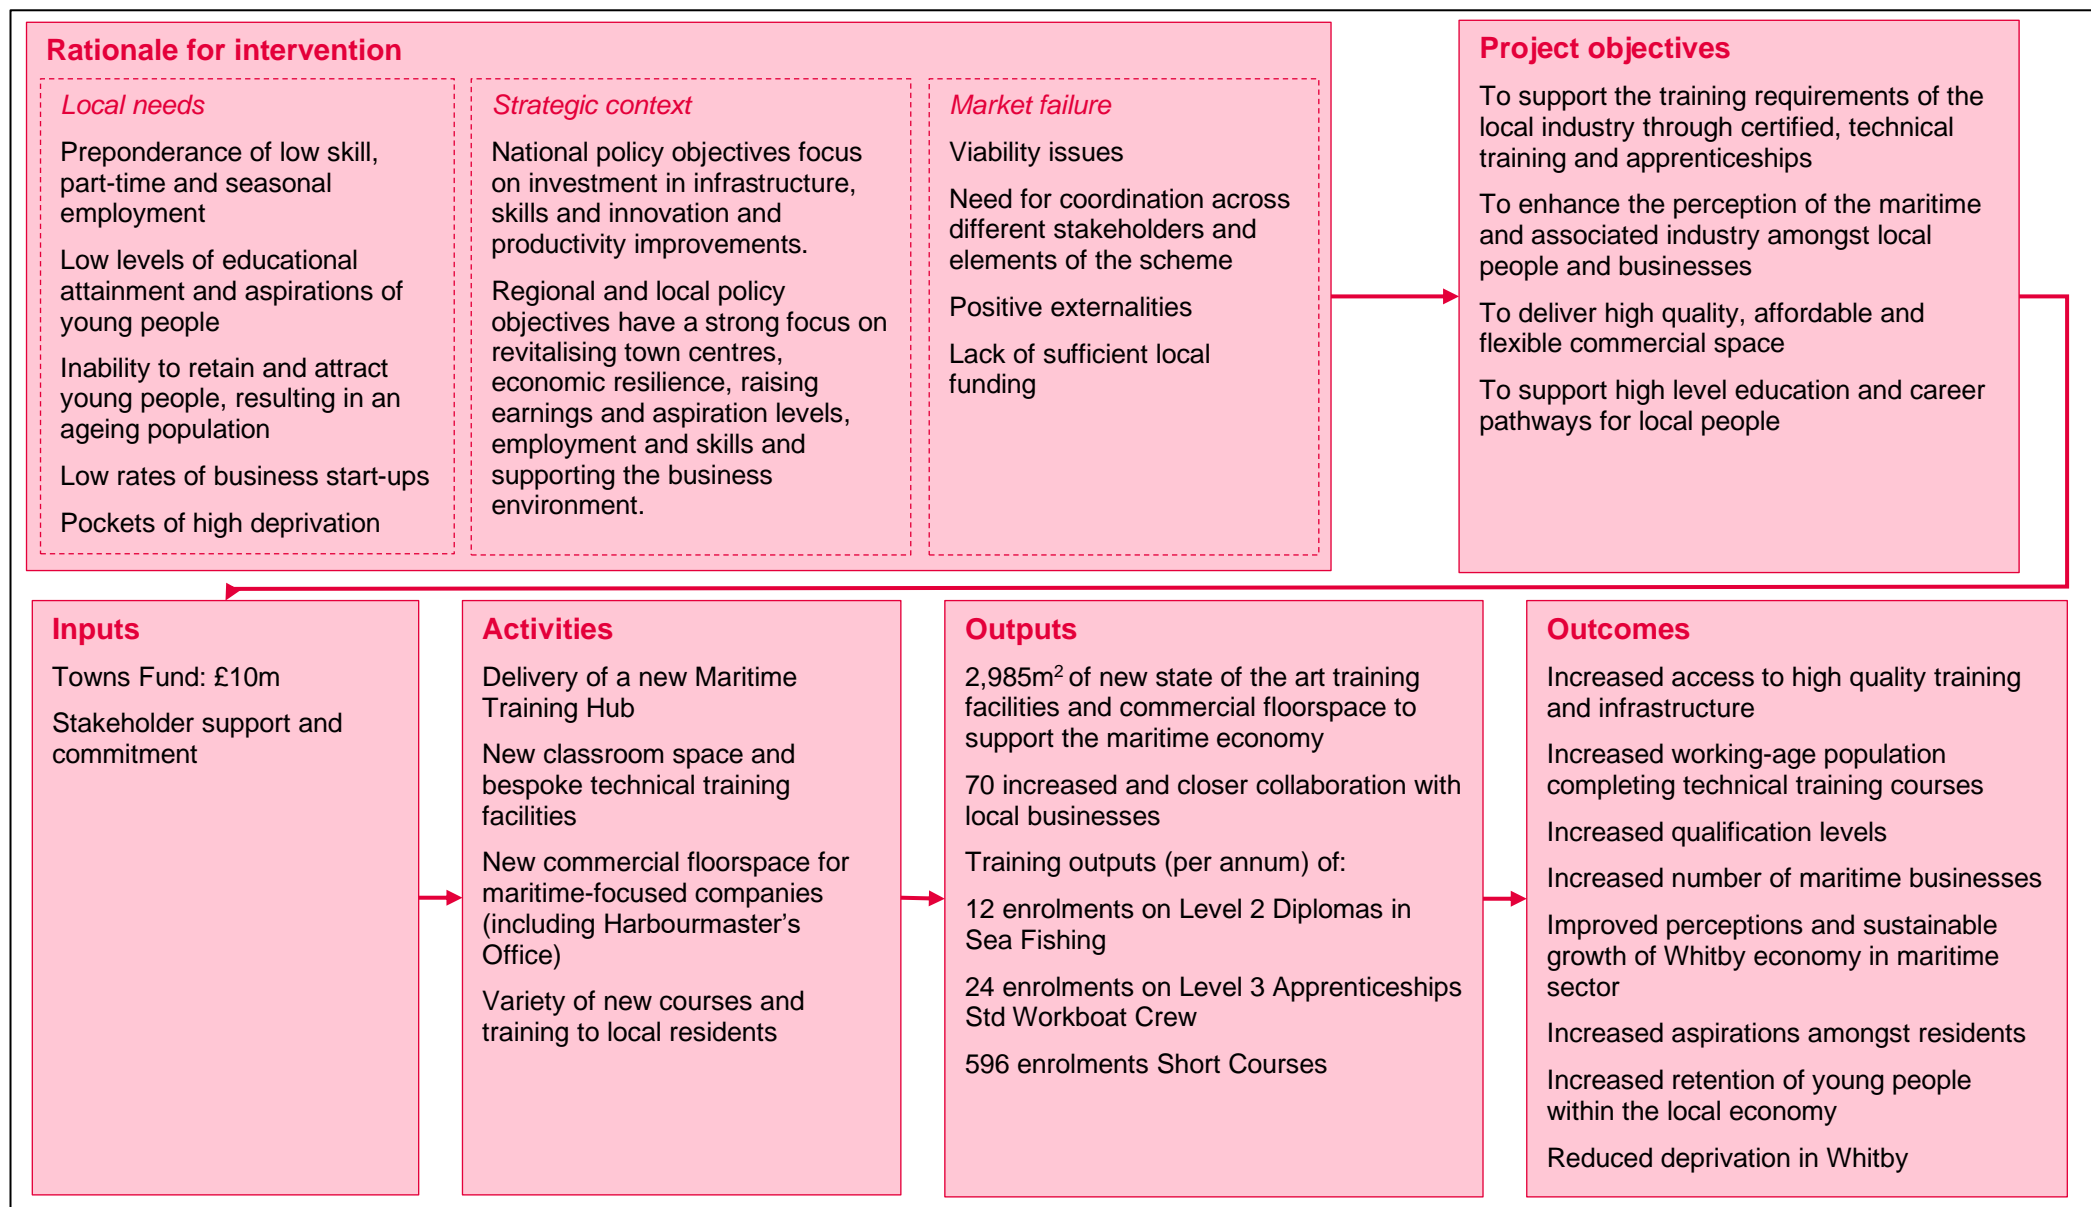 Rationale for intervention
Local needs
Preponderance of low skill,
part-time and seasonal
employment
Low levels of educational
attainment and aspirations of
young people
Inability to retain and attract
young people, resulting in an
ageing population
Low rates of business start-ups
Pockets of high deprivation
Strategic context
National policy objectives focus
on investment in infrastructure,
skills and innovation and
productivity improvements.
Regional and local policy
objectives have a strong focus on
revitalising town centres,
economic resilience, raising
earnings and aspiration levels,
employment and skills and
supporting the business
environment.
Market failure
Viability issues
Need for coordination across
different stakeholders and
elements of the scheme
Positive externalities
Lack of sufficient local
funding
Project objectives
To support the training requirements of the
local industry through certified, technical
training and apprenticeships
To enhance the perception of the maritime
and associated industry amongst local
people and businesses
To deliver high quality, affordable and
flexible commercial space
To support high level education and career
pathways for local people
Inputs
Towns Fund: £10m
Stakeholder support and
commitment
Activities
Delivery of a new Maritime
Training Hub
New classroom space and
bespoke technical training
facilities
New commercial floorspace for
maritime-focused companies
(including Harbourmaster’s
Office)
Variety of new courses and
training to local residents
Outputs
2,985m² of new state of the art training
facilities and commercial floorspace to
support the maritime economy
70 increased and closer collaboration with
local businesses
Training outputs (per annum) of:
12 enrolments on Level 2 Diplomas in
Sea Fishing
24 enrolments on Level 3 Apprenticeships
Std Workboat Crew
596 enrolments Short Courses
Outcomes
Increased access to high quality training
and infrastructure
Increased working-age population
completing technical training courses
Increased qualification levels
Increased number of maritime businesses
Improved perceptions and sustainable
growth of Whitby economy in maritime
sector
Increased aspirations amongst residents
Increased retention of young people
within the local economy
Reduced deprivation in Whitby